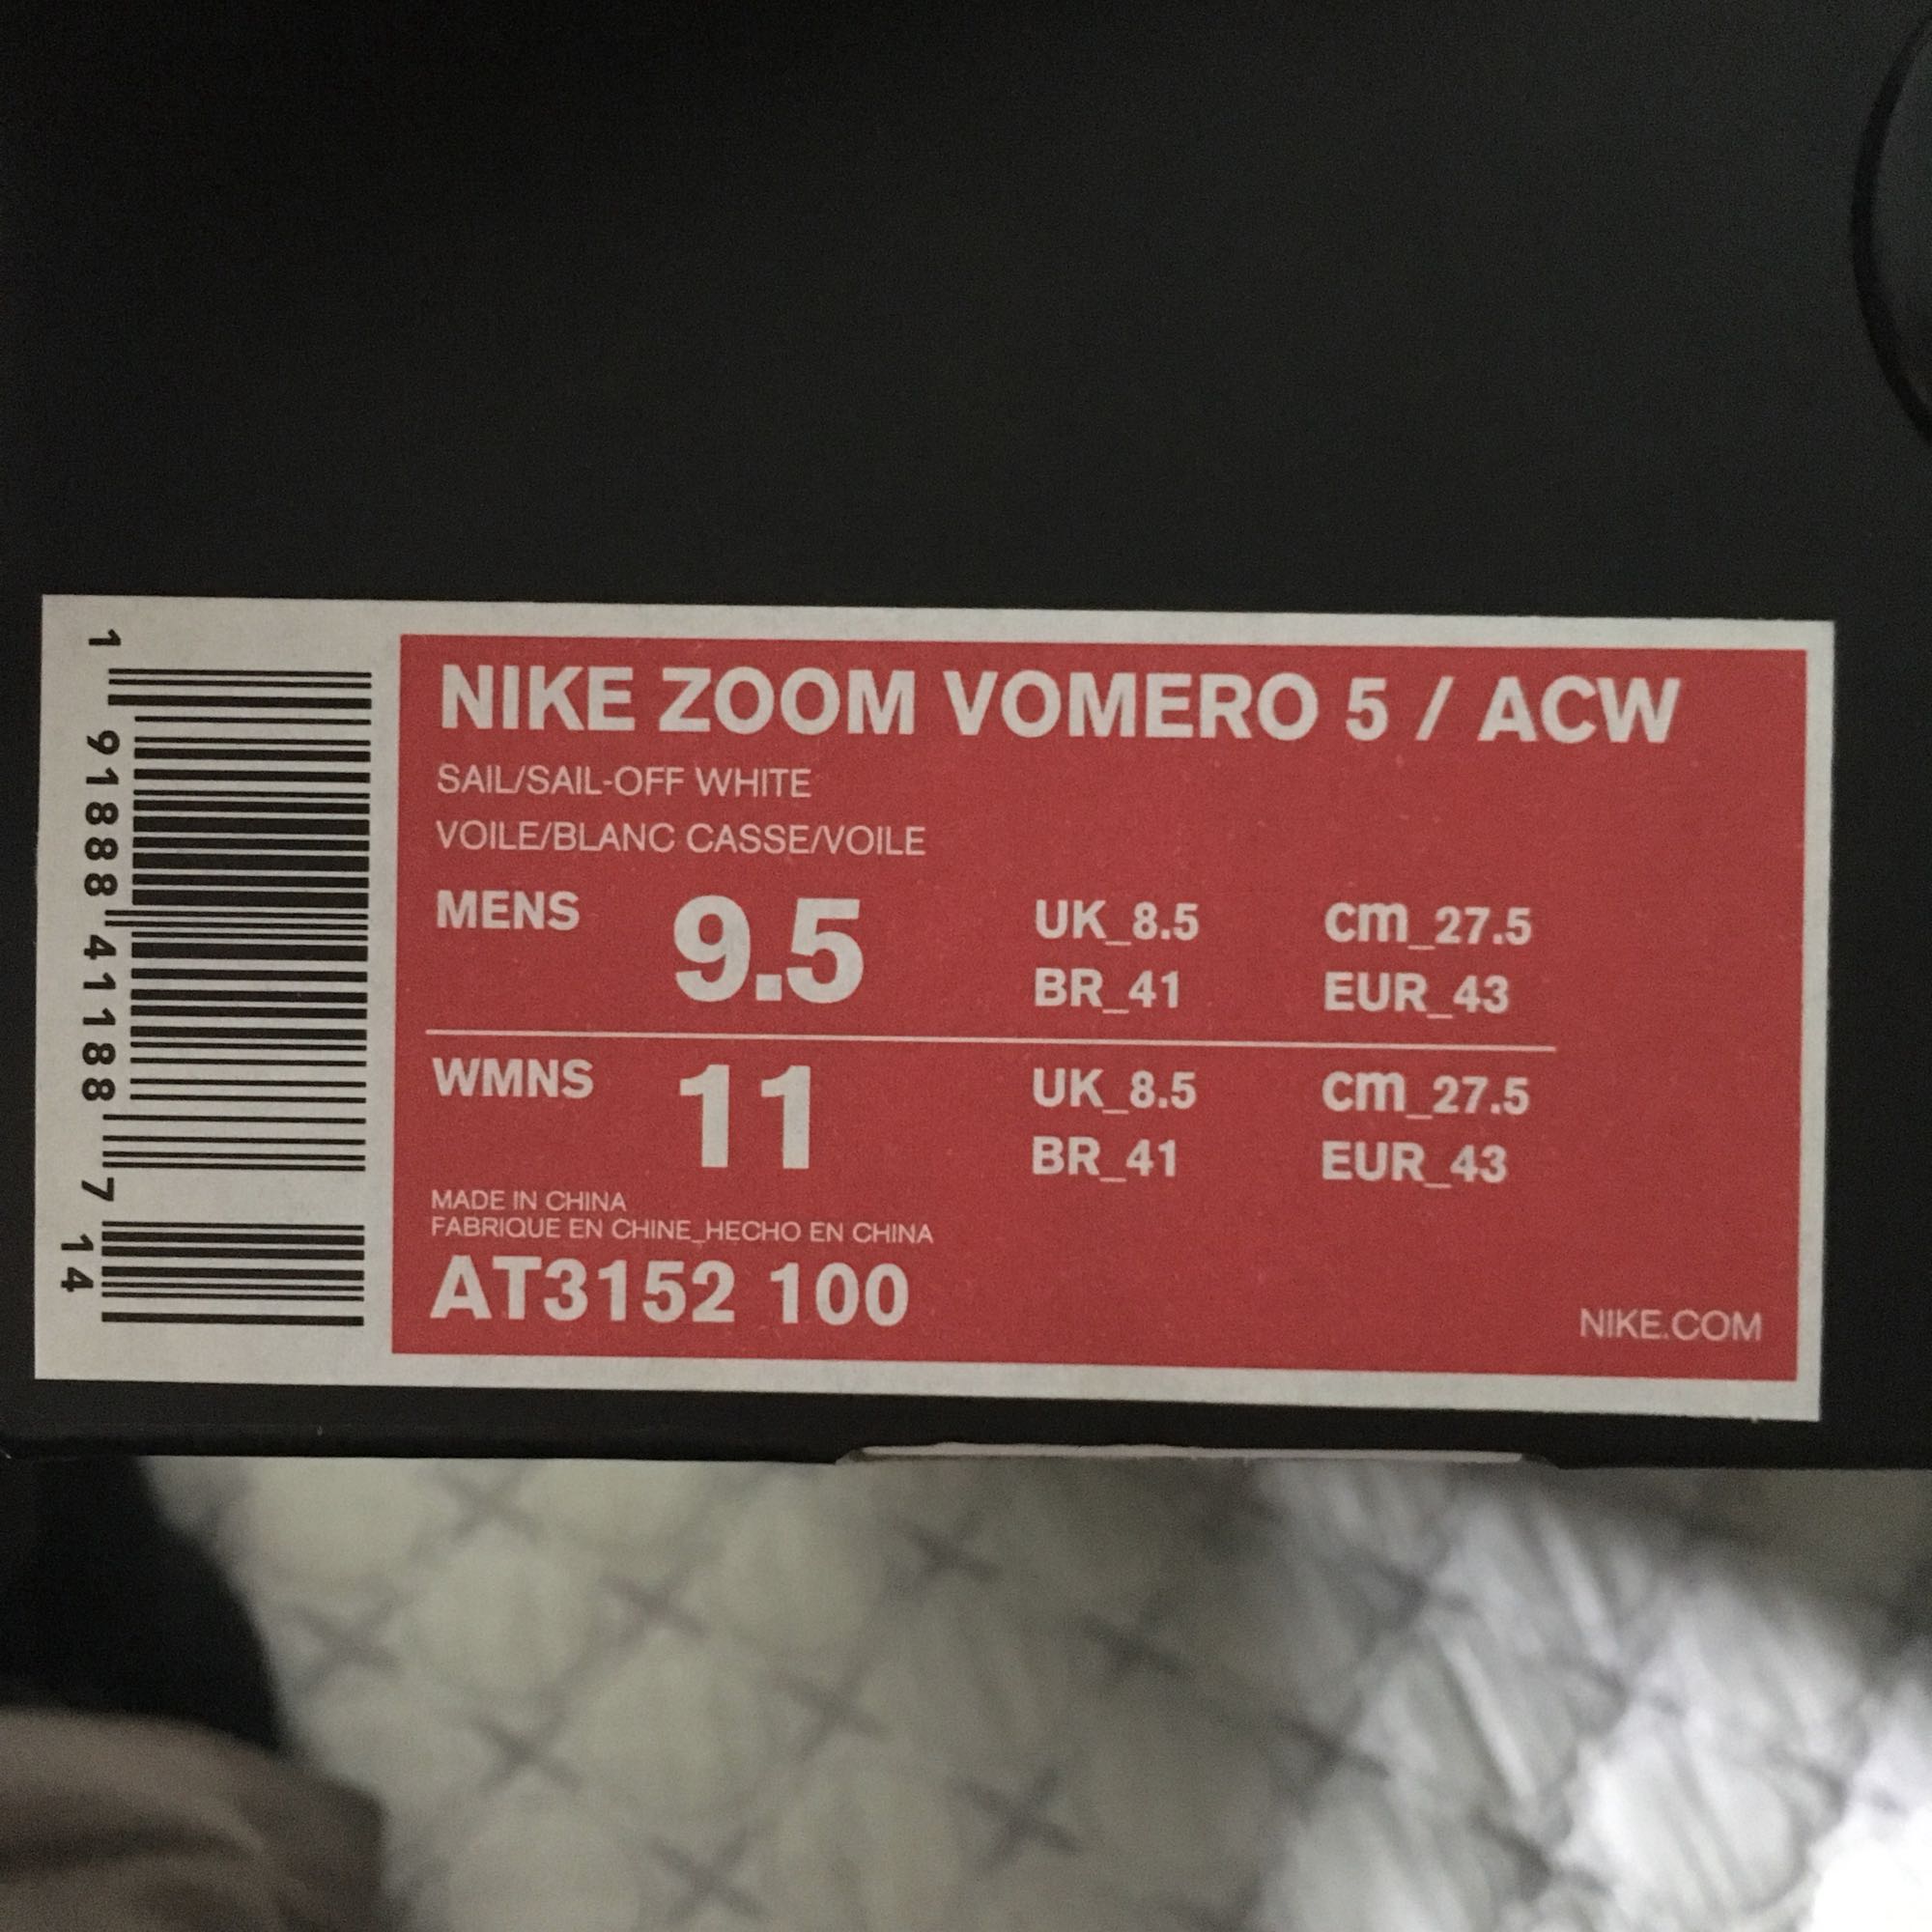 NIKE ZOOM VOMERO 5 / ACW
SAIL/SAIL-OFF WHITE
VOILE/BLANC CASSE/VOILE
MENS 9.5 UK_8.5 cm_27.5
BR_41 EUR_43
WMNS 11 UK_8.5 cm_27.5
BR_41 EUR_43
MADE IN CHINA
FABRIQUE EN CHINE_HECHO EN CHINA
AT3152 100
NIKE.COM
1 91888 41188 7 14